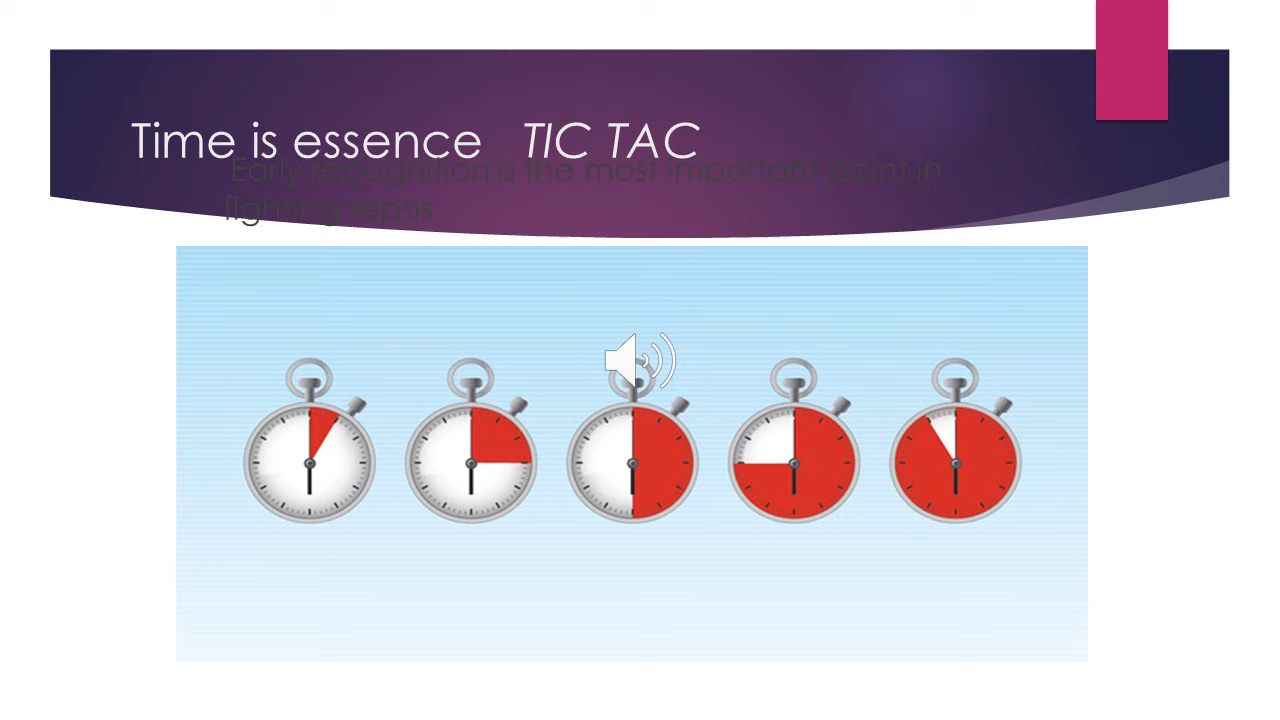 Time is essence TIC TAC
Early recognition is the most important point in
fighting sepsis